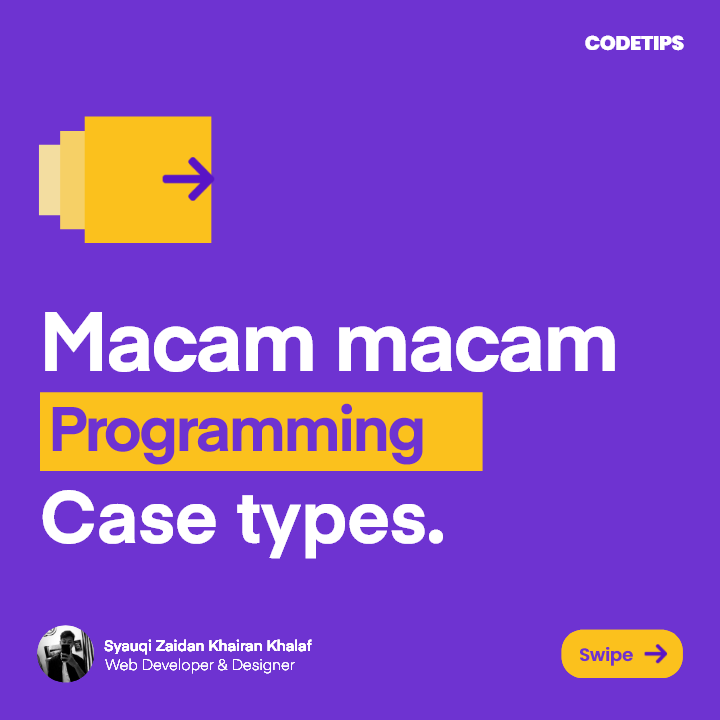 CODETIPS
Macam macam
Programming
Case types.
Syauqi Zaidan Khairan Khalaf
Web Developer & Designer
Swipe